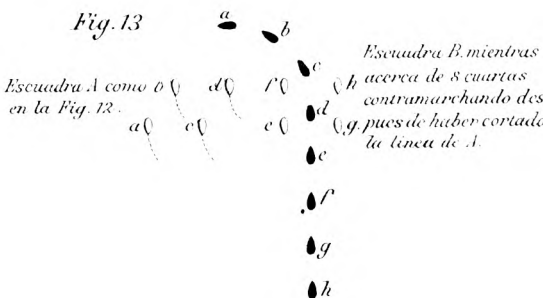 Fig. 13
a
b
c
Escuadra A como
en la Fig. 12.
b
d
f
h
Escuadra B. mientras
acerca de 8 cuartas
contramarchando des
pues de haber cortado
la linea de A.
a
c
e
g.
d
e
f
g
h